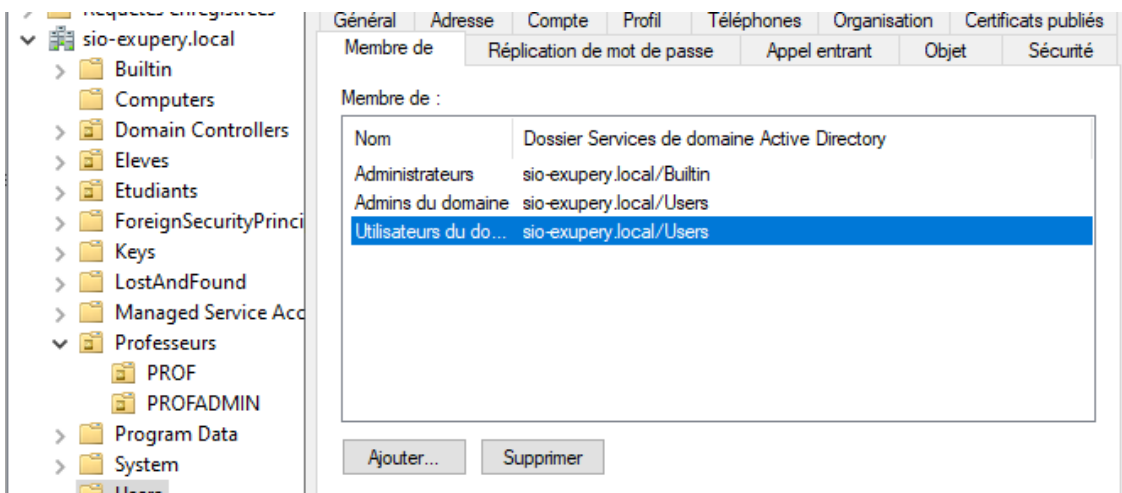 Requêtes enregistrées
sio-exupery.local
Builtin
Computers
Domain Controllers
Eleves
Etudiants
ForeignSecurityPrinci
Keys
LostAndFound
Managed Service Acc
Professeurs
PROF
PROFADMIN
Program Data
System
Users
Général Adresse Compte Profil Téléphones Organisation Certificats publiés
Membre de Réplication de mot de passe Appel entrant Objet Sécurité
Membre de :
Nom Dossier Services de domaine Active Directory
Administrateurs sio-exupery.local/Builtin
Admins du domaine sio-exupery.local/Users
Utilisateurs du do... sio-exupery.local/Users
Ajouter... Supprimer